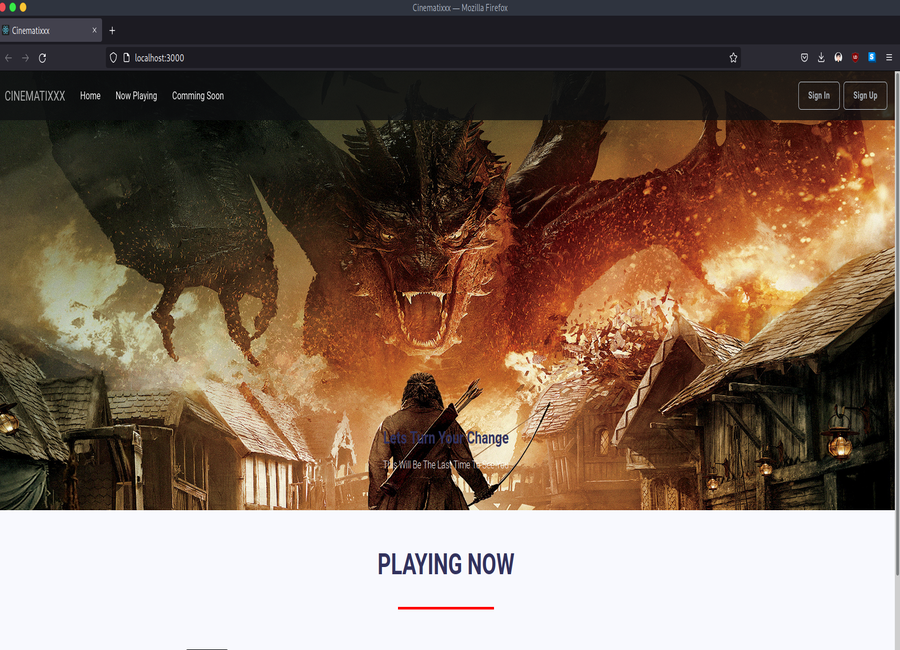 Cinematixxx — Mozilla Firefox
Cinematixxx x +
localhost:3000
CINEMATIXXX Home Now Playing Comming Soon Sign In Sign Up
Lets Turn Your Change
This Will Be The Last Time To
PLAYING NOW